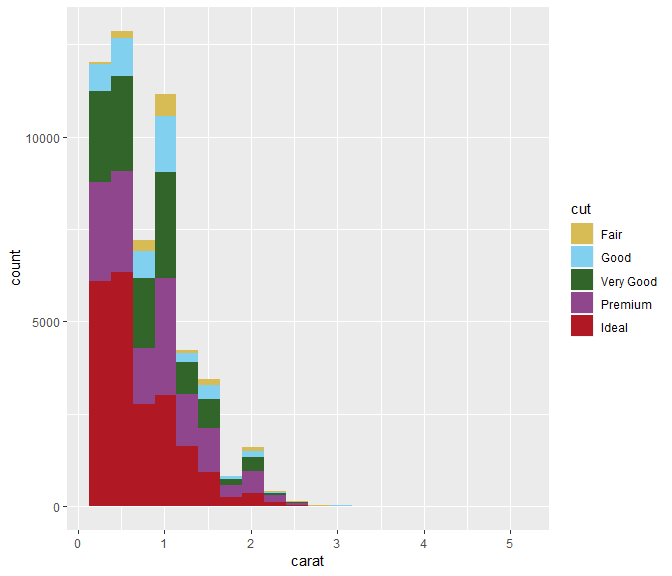 cut
Fair
Good
Very Good
Premium
Ideal
count
10000
5000
0
0 1 2 3 4 5
carat